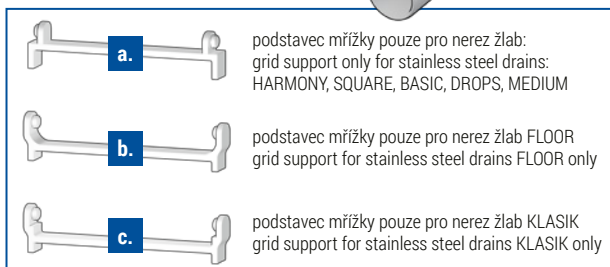 a.
podstavec mřížky pouze pro nerez žlab:
grid support only for stainless steel drains:
HARMONY, SQUARE, BASIC, DROPS, MEDIUM
b.
podstavec mřížky pouze pro nerez žlab FLOOR
grid support for stainless steel drains FLOOR only
c.
podstavec mřížky pouze pro nerez žlab KLASIK
grid support for stainless steel drains KLASIK only